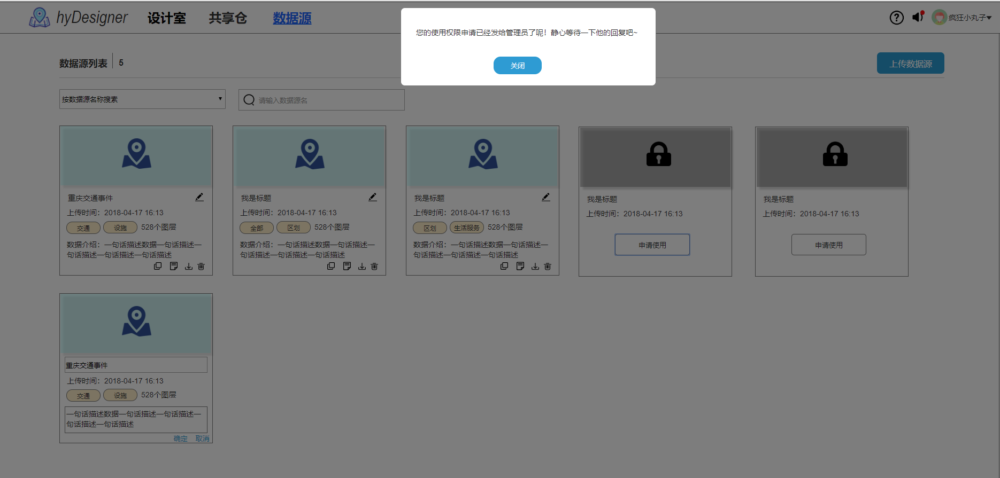 hyDesigner 设计室 共享仓 数据源 疯狂小丸子
您的使用权限申请已经发给管理员了呢！静心等待一下他的回复吧~
关闭
数据源列表 5 上传数据源
按数据源名称搜索 请输入数据源名
重庆交通事件
上传时间：2018-04-17 16:13
交通 设施 528个图层
数据介绍：一句话描述数据一句话描述一
句话描述一句话描述一句话描述
我是标题
上传时间：2018-04-17 16:13
全部 区划 528个图层
数据介绍：一句话描述数据一句话描述一
句话描述一句话描述一句话描述
我是标题
上传时间：2018-04-17 16:13
区划 生活服务 528个图层
数据介绍：一句话描述数据一句话描述一
句话描述一句话描述一句话描述
我是标题
上传时间：2018-04-17 16:13
申请使用
我是标题
上传时间：2018-04-17 16:13
申请使用
重庆交通事件
上传时间：2018-04-17 16:13
交通 设施 528个图层
一句话描述数据一句话描述一句话描述一
句话描述一句话描述
确定 取消